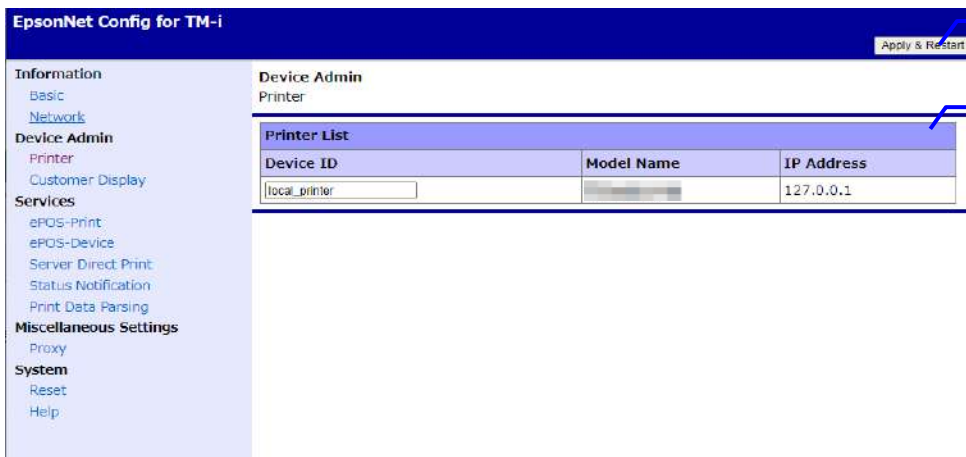 EpsonNet Config for TM-i
Apply & Restart
Information
Basic
Network
Device Admin
Printer
Customer Display
Services
ePOS-Print
ePOS-Device
Server Direct Print
Status Notification
Print Data Parsing
Miscellaneous Settings
Proxy
System
Reset
Help
Device Admin
Printer
Printer List
Device ID Model Name IP Address
local_printer 127.0.0.1